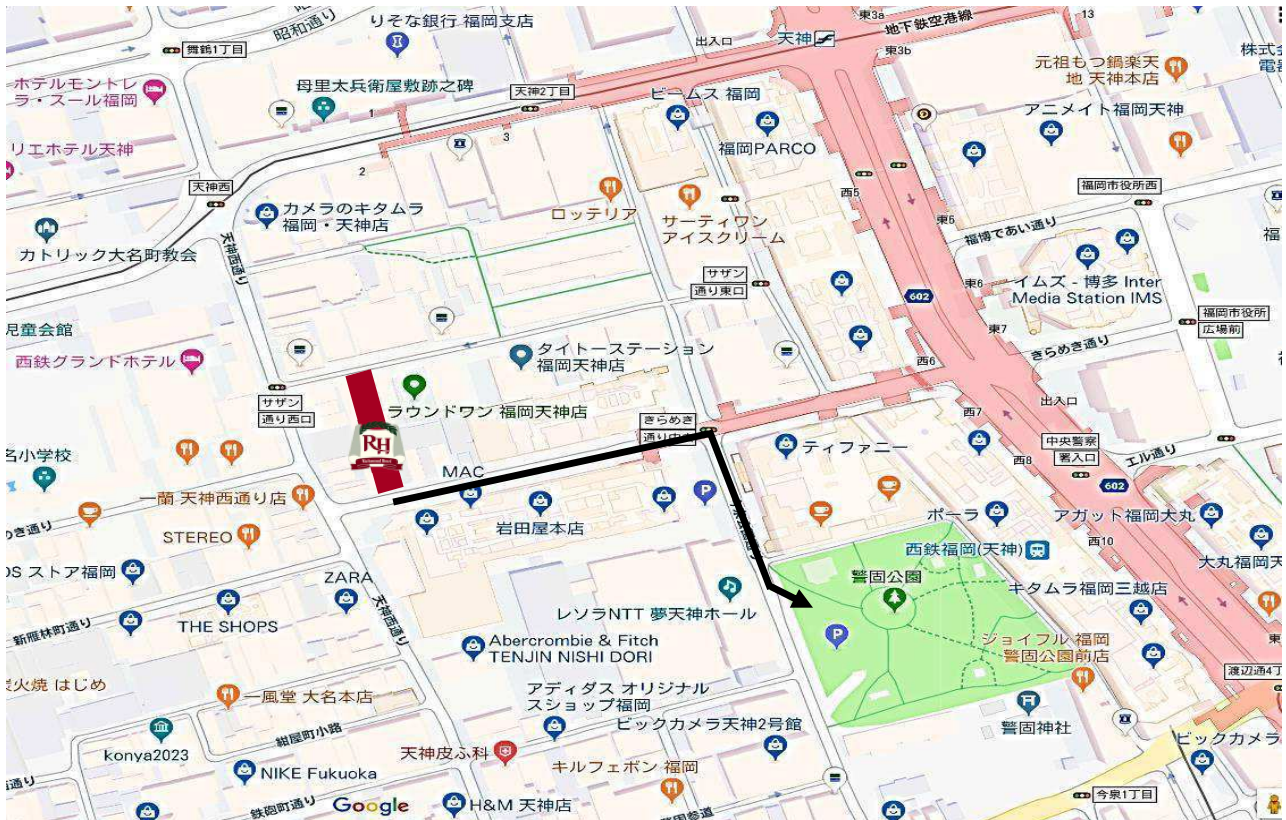 昭和通り
りそな銀行 福岡支店
舞鶴1丁目
ホテルモントレ
ラ・スール福岡
母里太兵衛屋敷跡之碑
天神2丁目
出入口
天神
東3a
地下鉄空港線
13
東3b
元祖もつ鍋楽天
地 天神本店
株式会
ビームス 福岡
福岡PARCO
アニメイト福岡天神
リエホテル天神
1
2
3
天神西
カメラのキタムラ
福岡・天神店
ロッテリア
サーティワン
アイスクリーム
西5
東5
福岡市役所西
福博であい通り
カトリック大名町教会
天神西通り
サザン
通り東口
602
東6
イムズ - 博多 Inter
Media Station IMS
福岡市役所
広場前
児童会館
西鉄グランドホテル
タイトーステーション
福岡天神店
西6
東7
きらめき通り
サザン
通り西口
ラウンドワン 福岡天神店
RH
きらめき
通り中央
西7
出入口
ティファニー
中央警察
署入口
エル通り
西8
602
名小学校
MAC
一蘭 天神西通り店
岩田屋本店
P
ポーラ
アガット福岡大丸
めき通り
STEREO
西鉄福岡(天神)
西10
大丸福岡天
OS ストア福岡
ZARA
警固公園
キタムラ福岡三越店
THE SHOPS
新雁林町通り
天神西通り
レソラNTT 夢天神ホール
P
Abercrombie & Fitch
TENJIN NISHI DORI
ジョイフル 福岡
警固公園前店
渡辺通4丁
炭火焼 はじめ
一風堂 大名本店
アディダス オリジナル
スショップ福岡
ビックカメラ天神2号館
警固神社
ビックカメラ
konya2023
紺屋町小路
天神皮ふ科
NIKE Fukuoka
キルフェボン 福岡
鉄砲町通り
Google
H&M 天神店
今泉1丁目